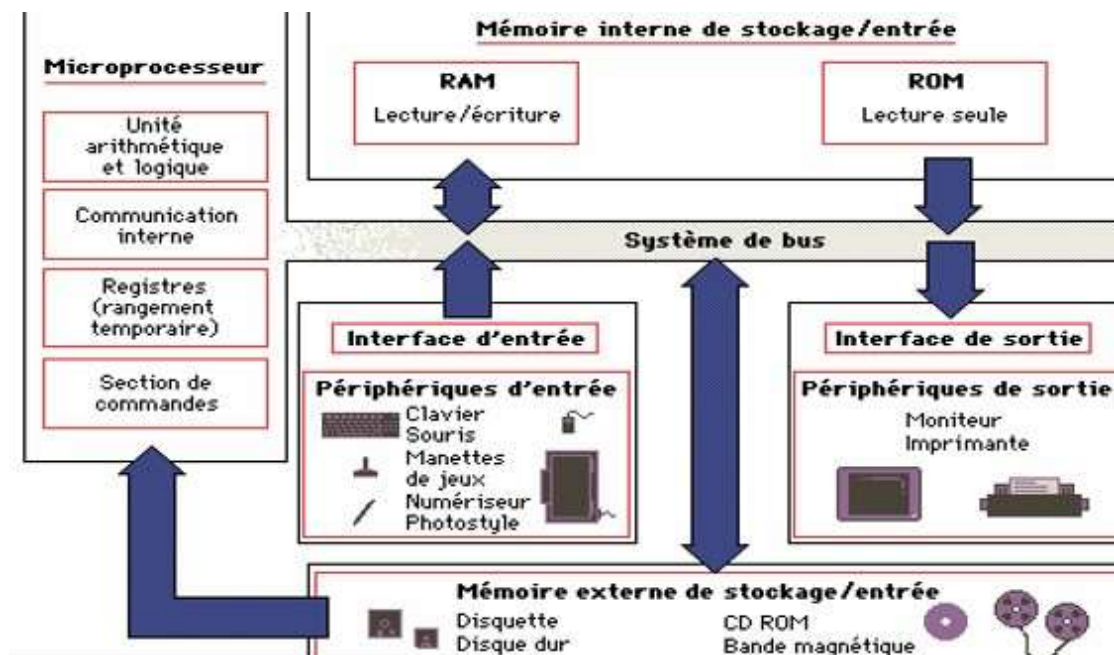 Mémoire interne de stockage/entrée
Microprocesseur
RAM
Lecture/écriture
ROM
Lecture seule
Unité
arithmétique
et logique
Communication
interne
Registres
(rangement
temporaire)
Section de
commandes
Système de bus
Interface d'entrée
Périphériques d'entrée
Clavier
Souris
Manettes
de jeux
Numériseur
Photostyle
Interface de sortie
Périphériques de sortie
Moniteur
Imprimante
Mémoire externe de stockage/entrée
Disquette
Disque dur
CD ROM
Bande magnétique